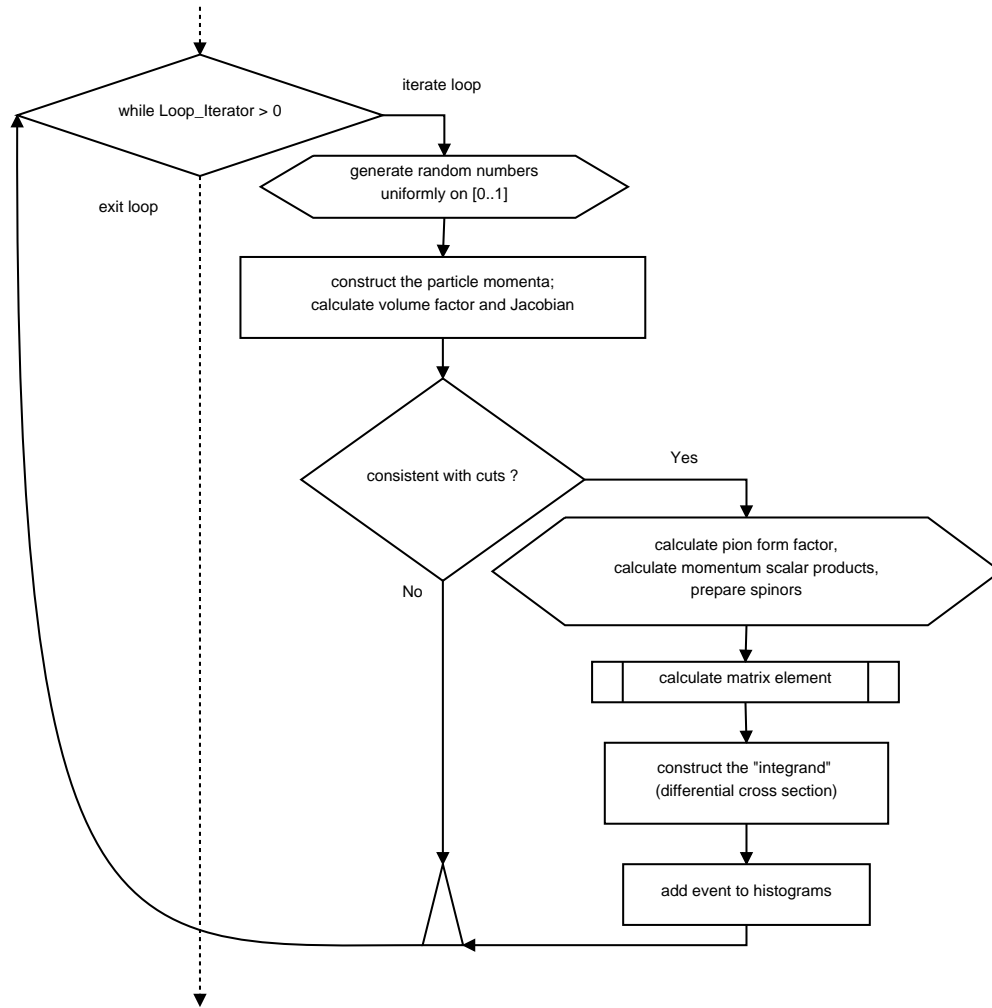 while Loop_Iterator > 0
iterate loop
generate random numbers
uniformly on [0..1]
exit loop
construct the particle momenta;
calculate volume factor and Jacobian
consistent with cuts ?
Yes
calculate pion form factor,
calculate momentum scalar products,
prepare spinors
No
calculate matrix element
construct the "integrand"
(differential cross section)
add event to histograms